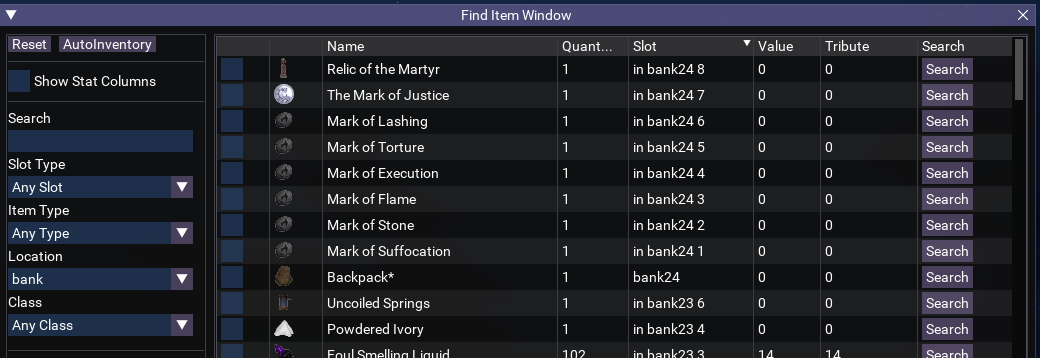 Find Item Window
Reset AutoInventory
Show Stat Columns
Search
Slot Type
Any Slot
Item Type
Any Type
Location
bank
Class
Any Class
Name Quant... Slot Value Tribute Search
Relic of the Martyr 1 in bank24 8 0 0 Search
The Mark of Justice 1 in bank24 7 0 0 Search
Mark of Lashing 1 in bank24 6 0 0 Search
Mark of Torture 1 in bank24 5 0 0 Search
Mark of Execution 1 in bank24 4 0 0 Search
Mark of Flame 1 in bank24 3 0 0 Search
Mark of Stone 1 in bank24 2 0 0 Search
Mark of Suffocation 1 in bank24 1 0 0 Search
Backpack* 1 bank24 0 0 Search
Uncoiled Springs 1 in bank23 6 0 0 Search
Powdered Ivory 1 in bank23 4 0 0 Search
Foul Smelling Liquid 102 in bank23 3 14 14 Search